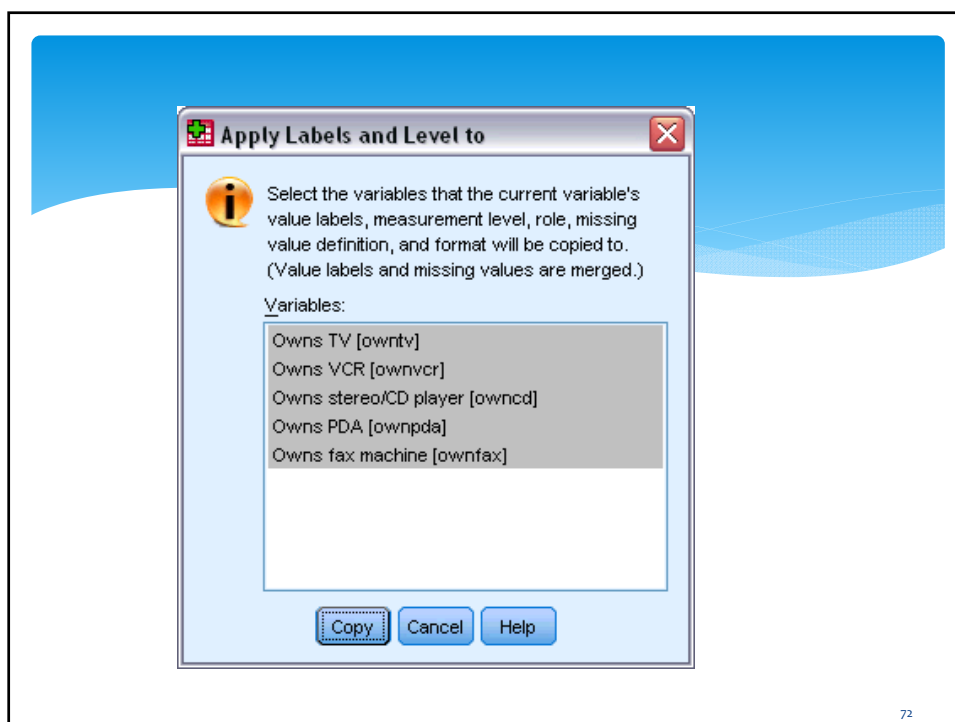 Apply Labels and Level to
Select the variables that the current variable's
value labels, measurement level, role, missing
value definition, and format will be copied to.
(Value labels and missing values are merged.)
Variables:
Owns TV [owntv]
Owns VCR [ownvcr]
Owns stereo/CD player [owncd]
Owns PDA [ownpda]
Owns fax machine [ownfax]
Copy Cancel Help
72